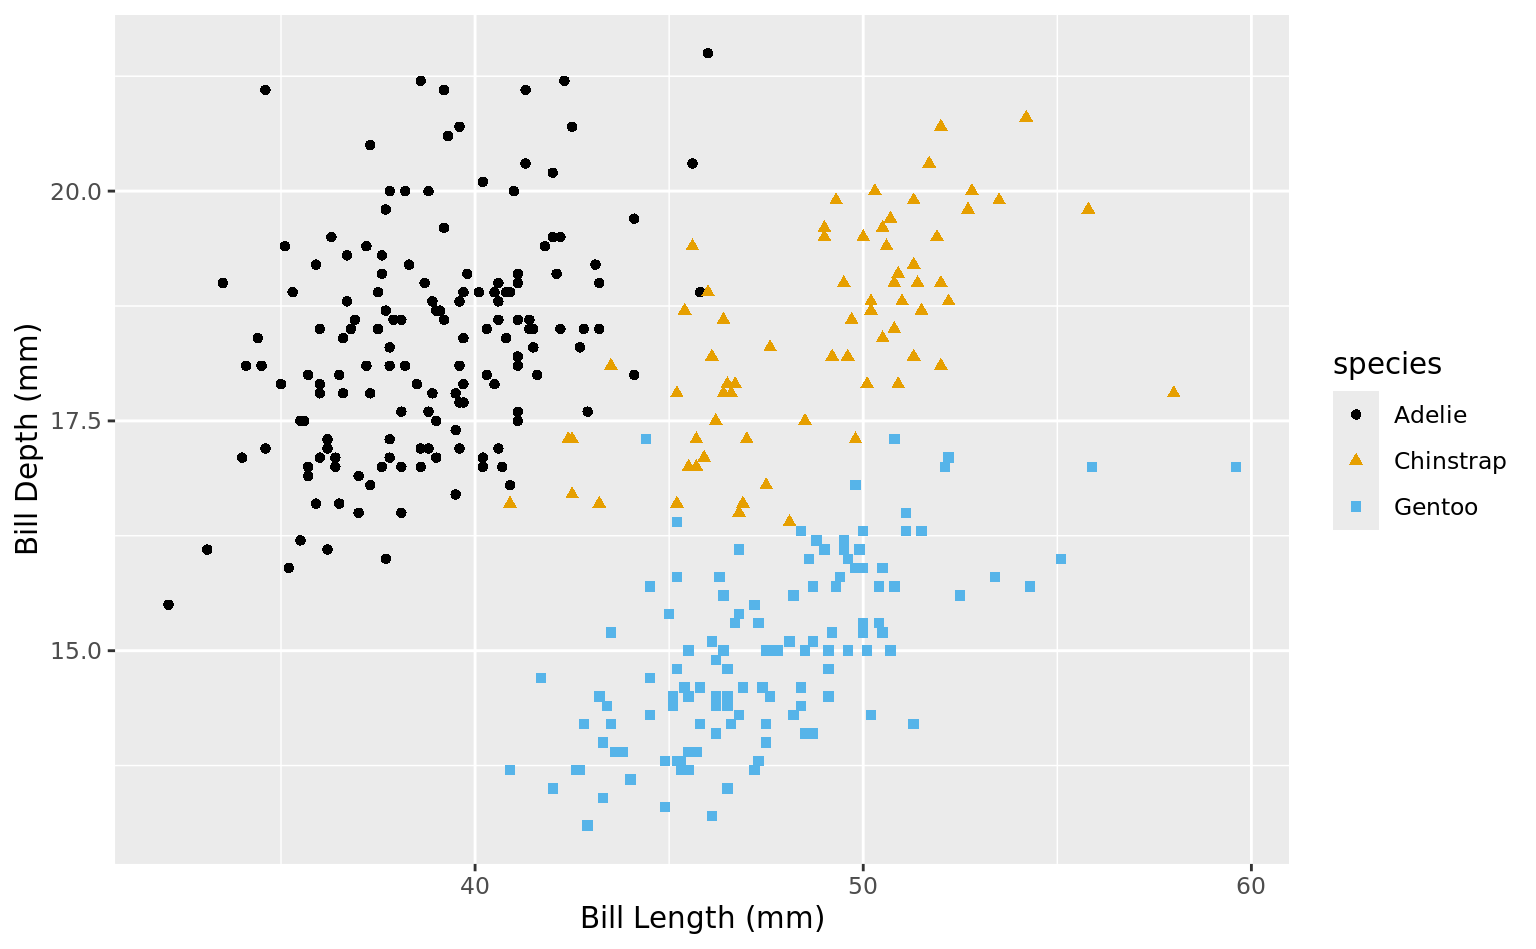 20.0
17.5
15.0
40
50
60
Bill Length (mm)
Bill Depth (mm)
species
Adelie
Chinstrap
Gentoo